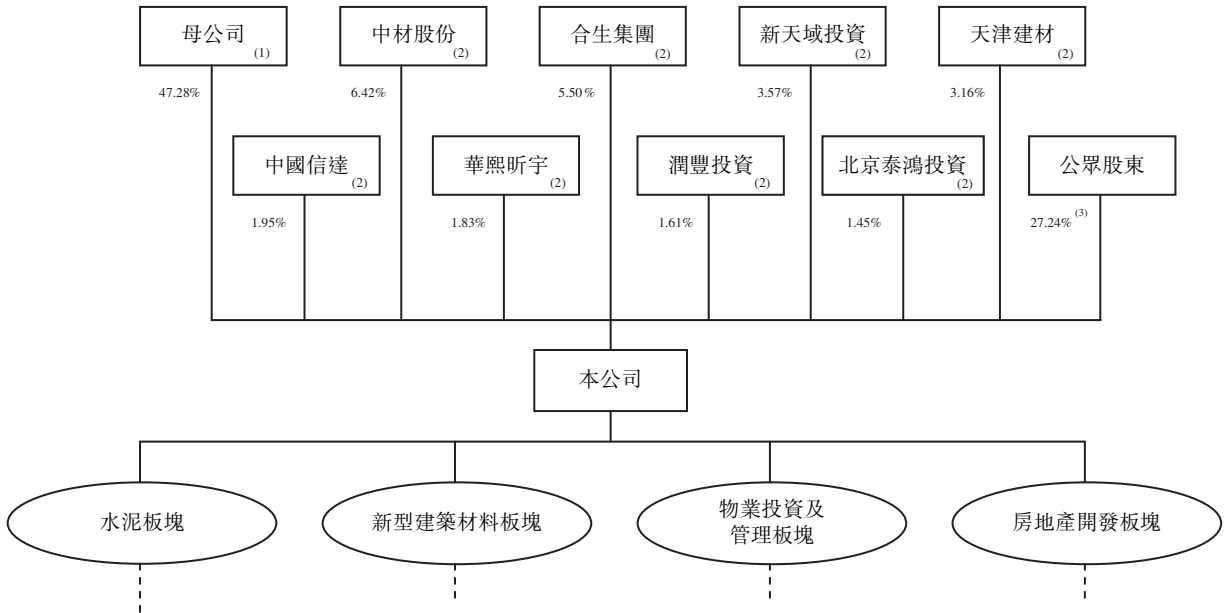 母公司
(1)
中材股份
(2)
合生集團
(2)
新天域投資
(2)
天津建材
(2)
47.28%
6.42%
5.50%
3.57%
3.16%
中國信達
(2)
華熙昕宇
(2)
潤豐投資
(2)
北京泰鴻投資
(2)
公眾股東
1.95%
1.83%
1.61%
1.45%
27.24% (3)
本公司
水泥板塊
新型建築材料板塊
物業投資及
管理板塊
房地產開發板塊